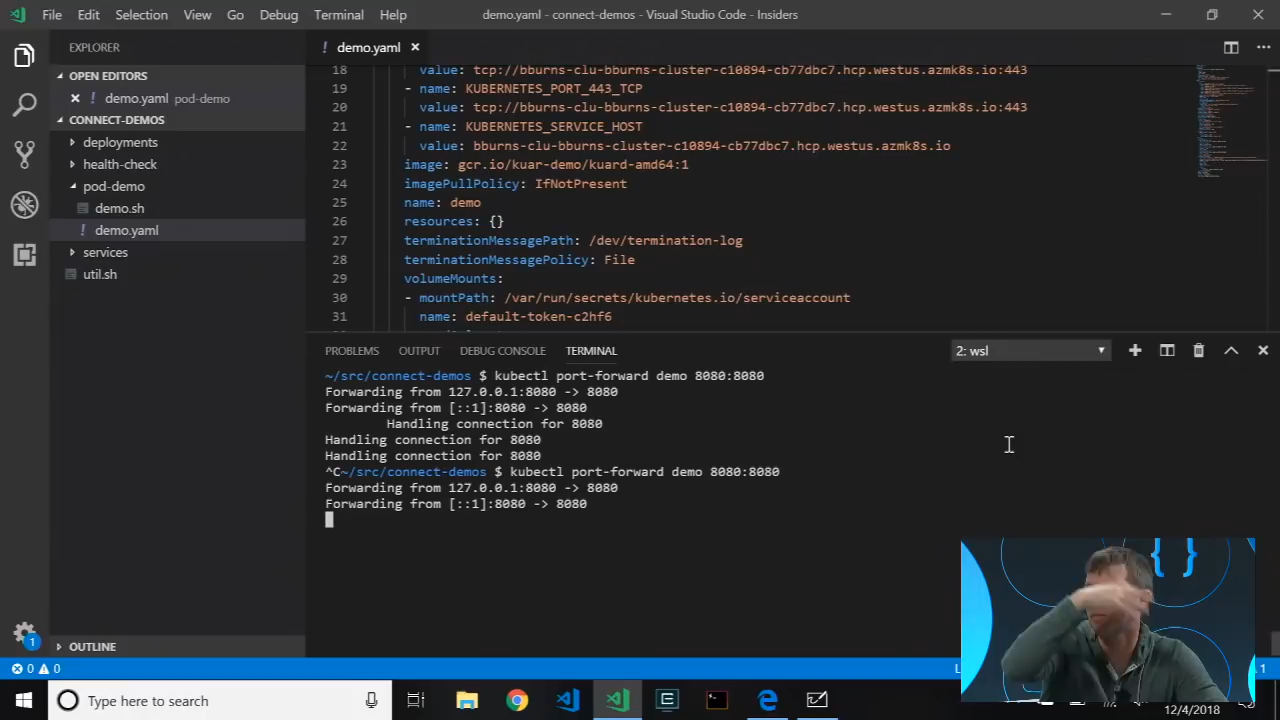 File Edit Selection View Go Debug Terminal Help
demo.yaml - connect-demos - Visual Studio Code - Insiders
EXPLORER
OPEN EDITORS
demo.yaml pod-demo
CONNECT-DEMOS
deployments
health-check
pod-demo
demo.sh
demo.yaml
services
util.sh
OUTLINE
demo.yaml
18 value: tcp://bburns-clu-bburns-cluster-c10894-cb77dbc7.hcp.westus.azmk8s.io:443
19 - name: KUBERNETES_PORT_443_TCP
20 value: tcp://bburns-clu-bburns-cluster-c10894-cb77dbc7.hcp.westus.azmk8s.io:443
21 - name: KUBERNETES_SERVICE_HOST
22 value: bburns-clu-bburns-cluster-c10894-cb77dbc7.hcp.westus.azmk8s.io
23 image: gcr.io/kuar-demo/kuard-amd64:1
24 imagePullPolicy: IfNotPresent
25 name: demo
26 resources: {}
27 terminationMessagePath: /dev/termination-log
28 terminationMessagePolicy: File
29 volumeMounts:
30 - mountPath: /var/run/secrets/kubernetes.io/serviceaccount
31 name: default-token-c2hf6
PROBLEMS OUTPUT DEBUG CONSOLE TERMINAL
2: wsl
~/src/connect-demos $ kubectl port-forward demo 8080:8080
Forwarding from 127.0.0.1:8080 -> 8080
Forwarding from [::1]:8080 -> 8080
Handling connection for 8080
Handling connection for 8080
Handling connection for 8080
^C~/src/connect-demos $ kubectl port-forward demo 8080:8080
Forwarding from 127.0.0.1:8080 -> 8080
Forwarding from [::1]:8080 -> 8080
{ }
1
0 0
Type here to search
12/4/2018